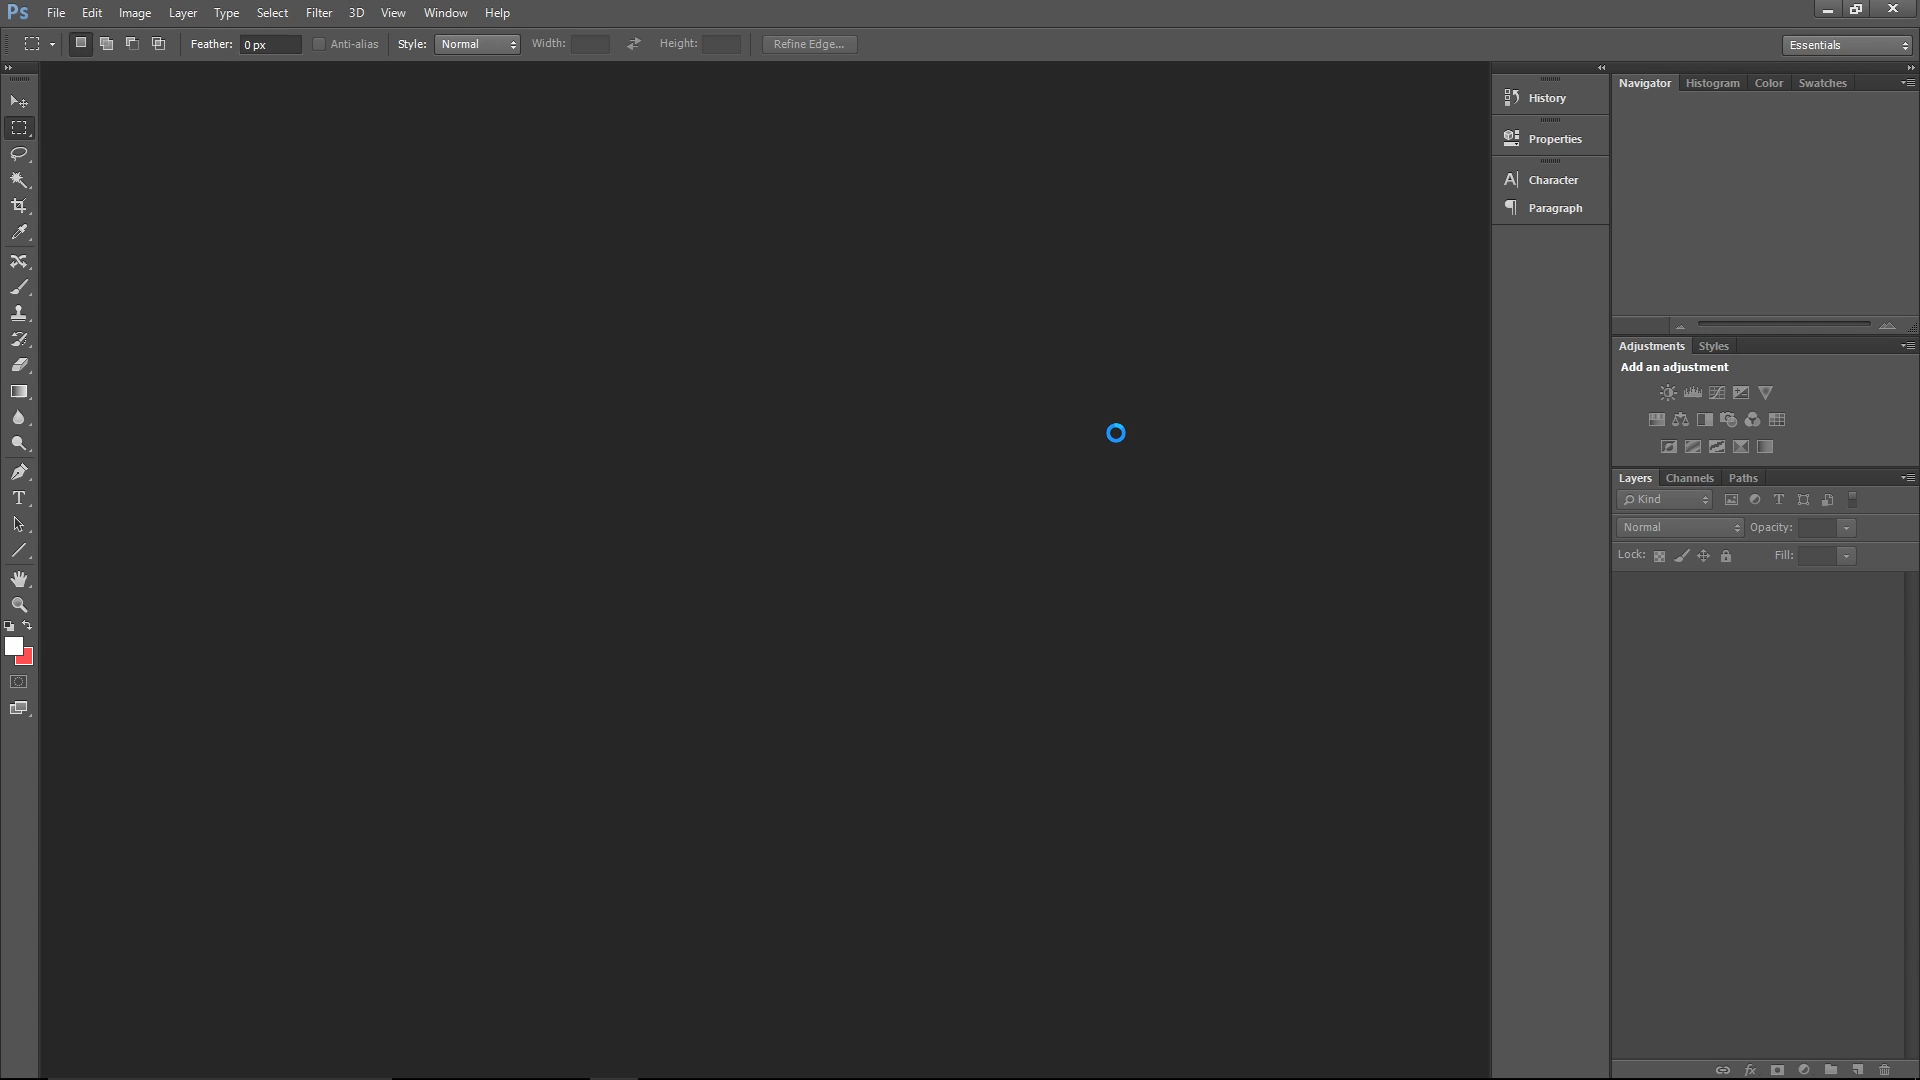 Ps File Edit Image Layer Type Select Filter 3D View Window Help
Feather: 0 px Anti-alias Style: Normal Width: Height: Refine Edge... Essentials
History
Properties
Character
Paragraph
Navigator Histogram Color Swatches
Adjustments Styles
Add an adjustment
Layers Channels Paths
Kind
Normal Opacity:
Lock: Fill:
fx